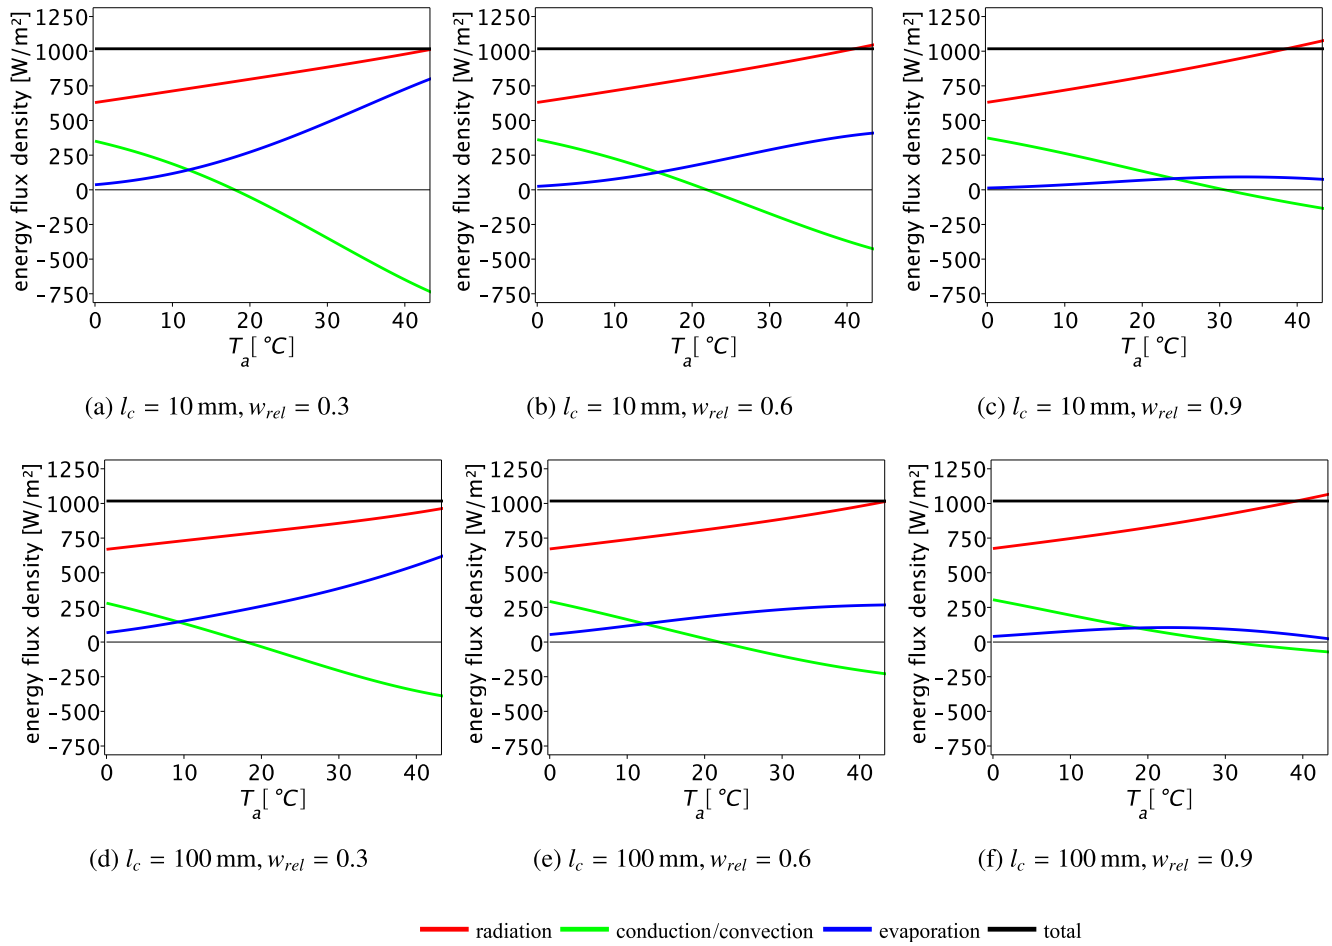 1250
1000
750
500
250
0
−250
−500
−750
energy flux density [W/m²]
0 10 20 30 40
T_a [ °C]
(a) l_c = 10 mm, w_rel = 0.3
1250
1000
750
500
250
0
−250
−500
−750
energy flux density [W/m²]
0 10 20 30 40
T_a [ °C]
(b) l_c = 10 mm, w_rel = 0.6
1250
1000
750
500
250
0
−250
−500
−750
energy flux density [W/m²]
0 10 20 30 40
T_a [ °C]
(c) l_c = 10 mm, w_rel = 0.9
1250
1000
750
500
250
0
−250
−500
−750
energy flux density [W/m²]
0 10 20 30 40
T_a [ °C]
(d) l_c = 100 mm, w_rel = 0.3
1250
1000
750
500
250
0
−250
−500
−750
energy flux density [W/m²]
0 10 20 30 40
T_a [ °C]
(e) l_c = 100 mm, w_rel = 0.6
1250
1000
750
500
250
0
−250
−500
−750
energy flux density [W/m²]
0 10 20 30 40
T_a [ °C]
(f) l_c = 100 mm, w_rel = 0.9
radiation conduction/convection evaporation total